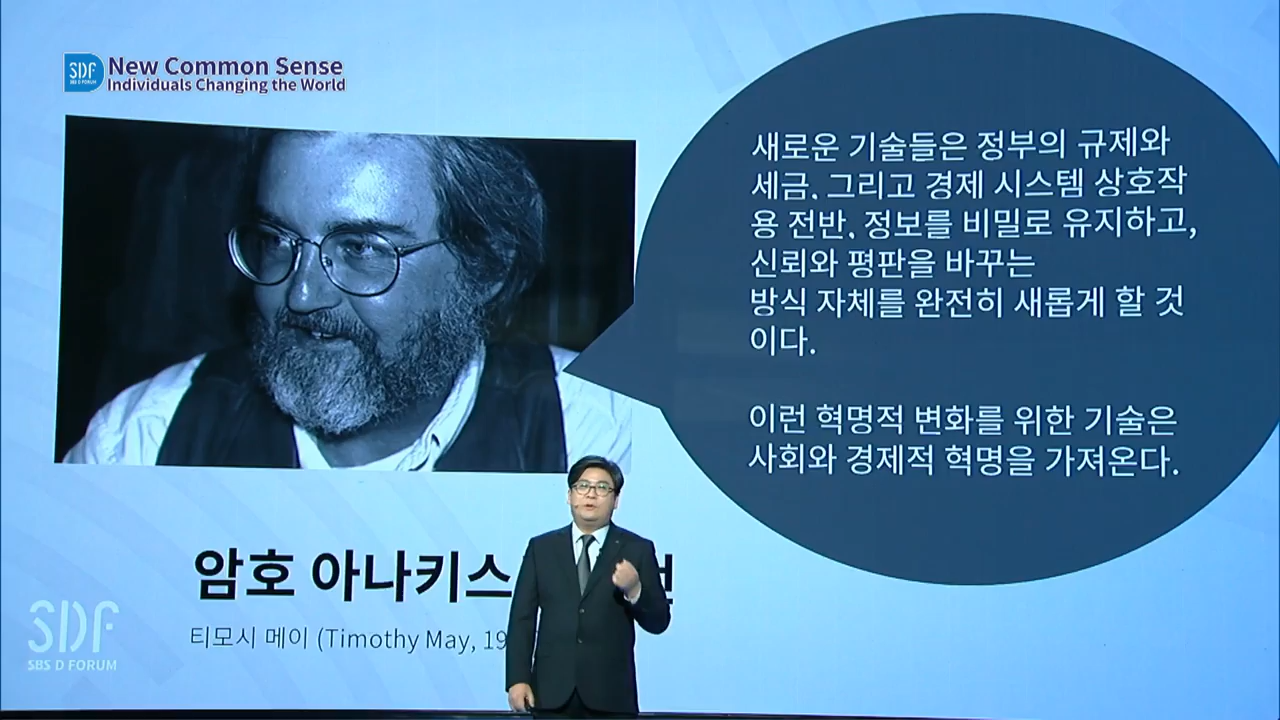 SDF
SBS D FORUM
New Common Sense
Individuals Changing the World
새로운 기술들은 정부의 규제와
세금, 그리고 경제 시스템 상호작
용 전반, 정보를 비밀로 유지하고,
신뢰와 평판을 바꾸는
방식 자체를 완전히 새롭게 할 것
이다.
이런 혁명적 변화를 위한 기술은
사회와 경제적 혁명을 가져온다.
암호 아나키스
티모시 메이 (Timothy May, 19
SDF
SBS D FORUM